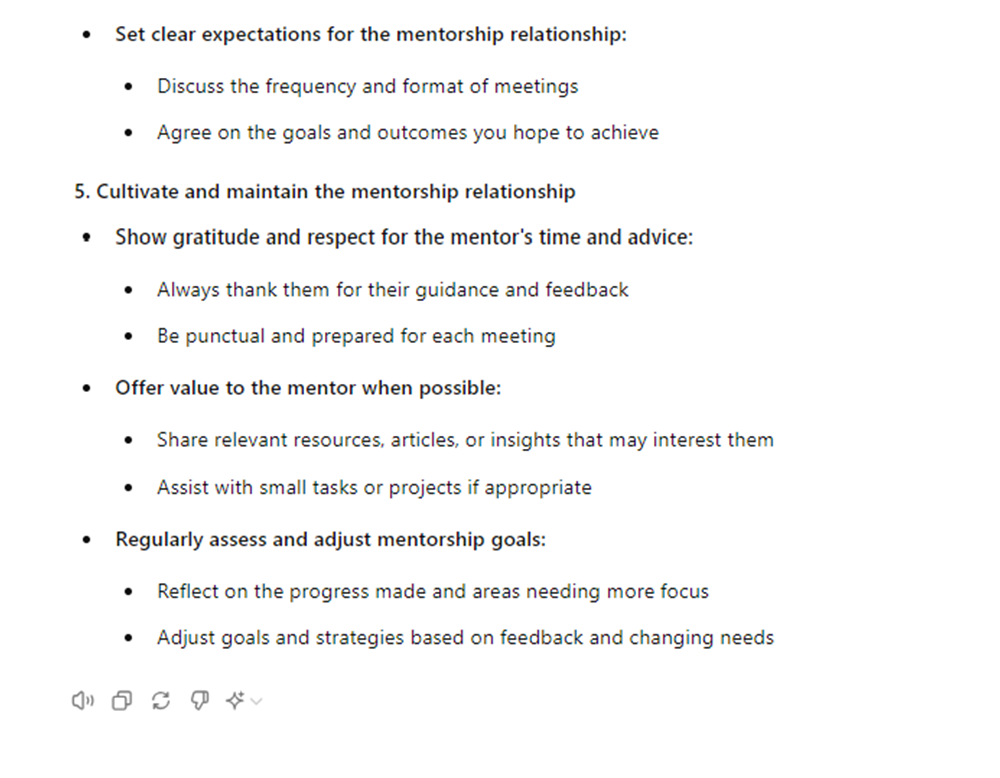 Set clear expectations for the mentorship relationship:
Discuss the frequency and format of meetings
Agree on the goals and outcomes you hope to achieve
5. Cultivate and maintain the mentorship relationship
Show gratitude and respect for the mentor's time and advice:
Always thank them for their guidance and feedback
Be punctual and prepared for each meeting
Offer value to the mentor when possible:
Share relevant resources, articles, or insights that may interest them
Assist with small tasks or projects if appropriate
Regularly assess and adjust mentorship goals:
Reflect on the progress made and areas needing more focus
Adjust goals and strategies based on feedback and changing needs